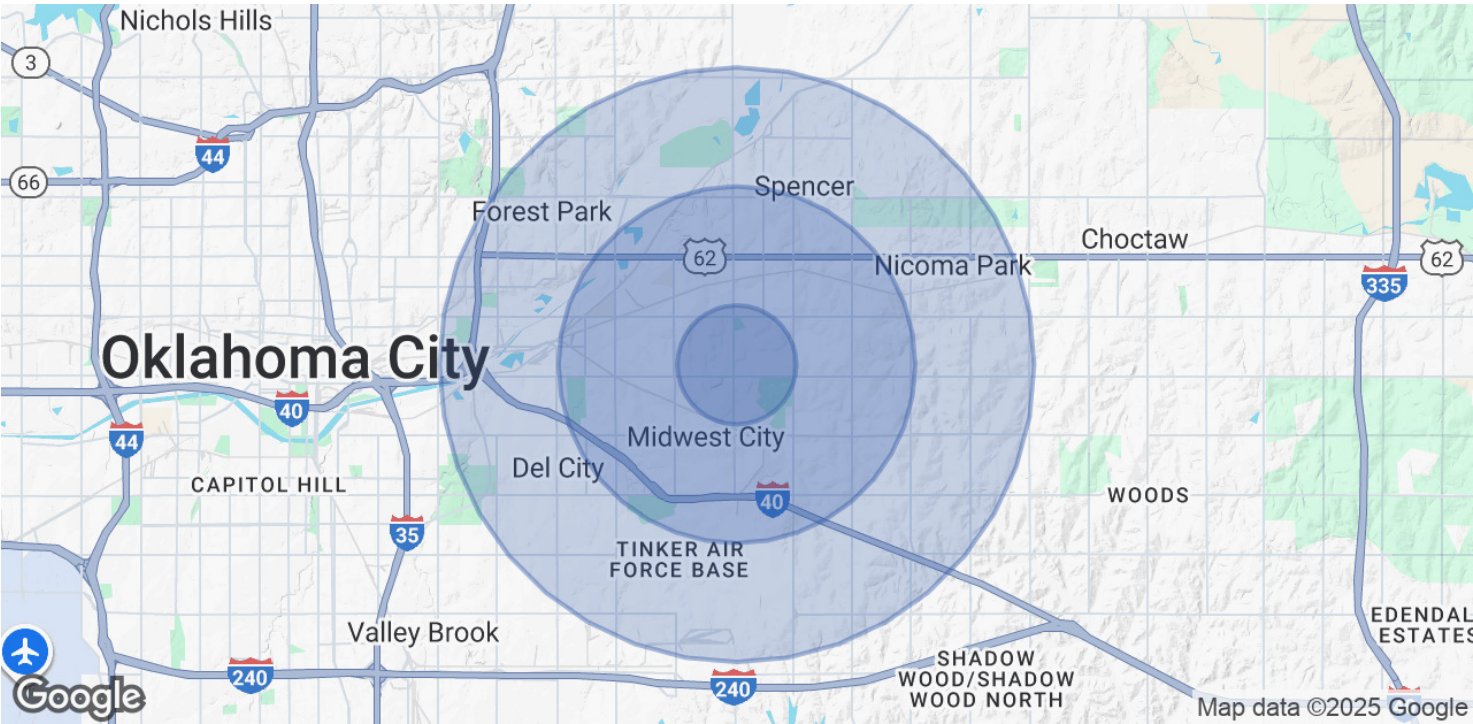 Nichols Hills
3
44
66
Spencer
Forest Park
Choctaw
62
Nicoma Park
62
335
Oklahoma City
40
44
Midwest City
Del City
CAPITOL HILL
40
WOODS
35
TINKER AIR
FORCE BASE
EDENDAL
ESTATES
Valley Brook
SHADOW
WOOD/SHADOW
WOOD NORTH
240
240
Google
Map data ©2025 Google